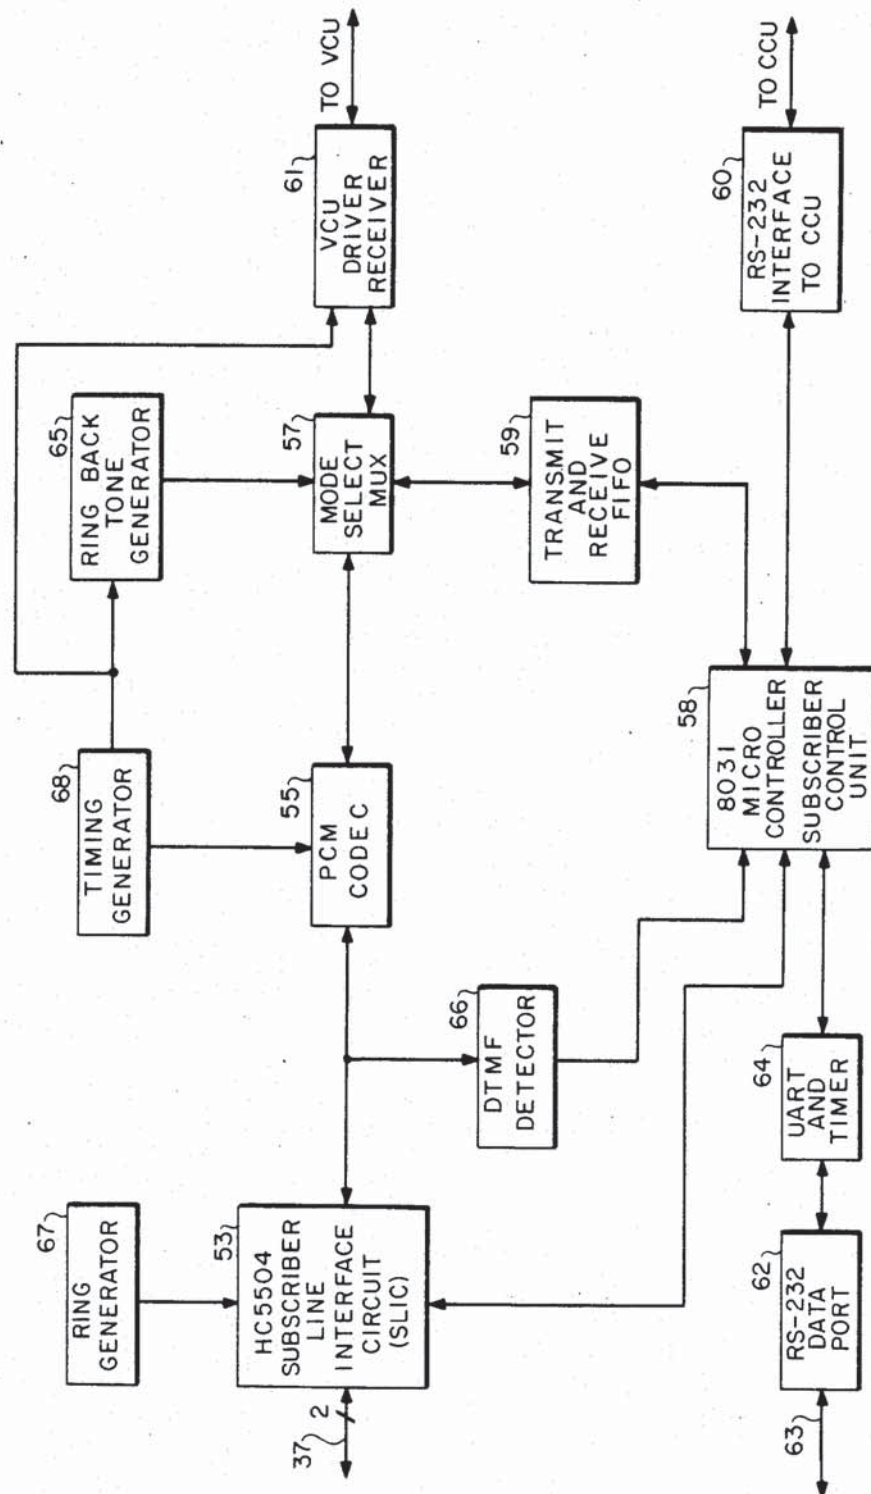 67
RING
GENERATOR
68
TIMING
GENERATOR
65
RING BACK
TONE
GENERATOR
37
2
53
HC5504
SUBSCRIBER
LINE
INTERFACE
CIRCUIT
(SLIC)
55
PCM
CODEC
57
MODE
SELECT
MUX
61
VCU
DRIVER
RECEIVER
TO VCU
66
DTMF
DETECTOR
59
TRANSMIT
AND
RECEIVE
FIFO
63
62
RS-232
DATA
PORT
64
UART
AND
TIMER
58
8031
MICRO
CONTROLLER
SUBSCRIBER
CONTROL
UNIT
60
RS-232
INTERFACE
TO CCU
TO CCU